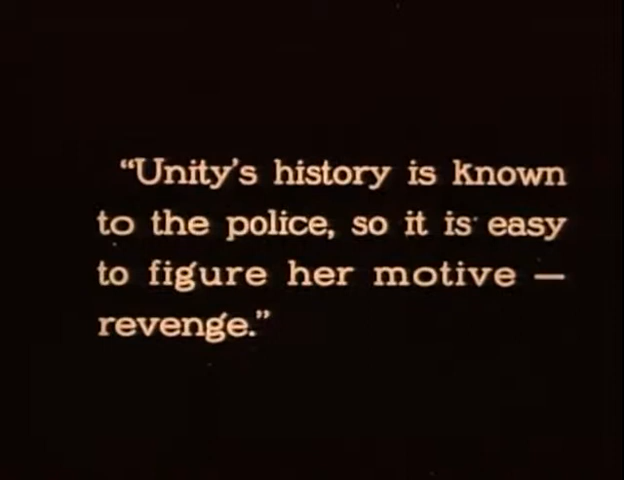 “Unity’s history is known
to the police, so it is easy
to figure her motive —
revenge.”